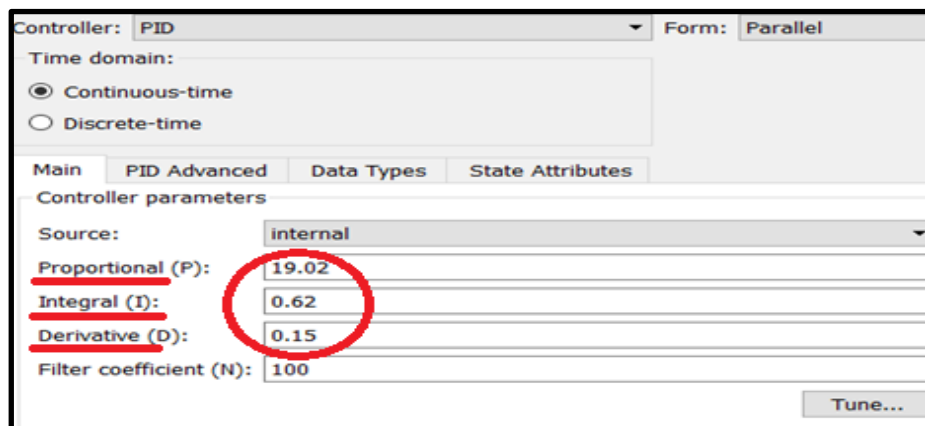 Controller: PID Form: Parallel
Time domain:
Continuous-time
Discrete-time
Main PID Advanced Data Types State Attributes
Controller parameters
Source: internal
Proportional (P): 19.02
Integral (I): 0.62
Derivative (D): 0.15
Filter coefficient (N): 100
Tune...